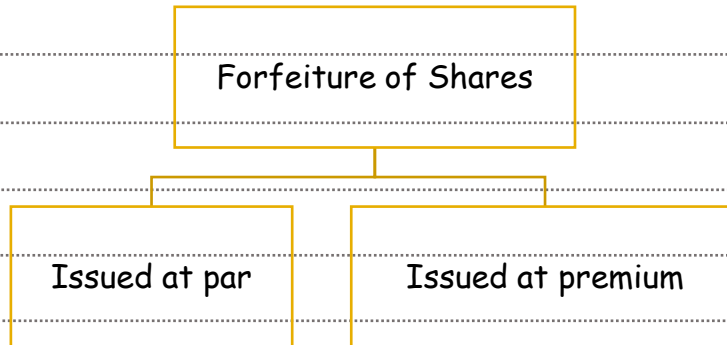 Forfeiture of Shares
Issued at par
Issued at premium